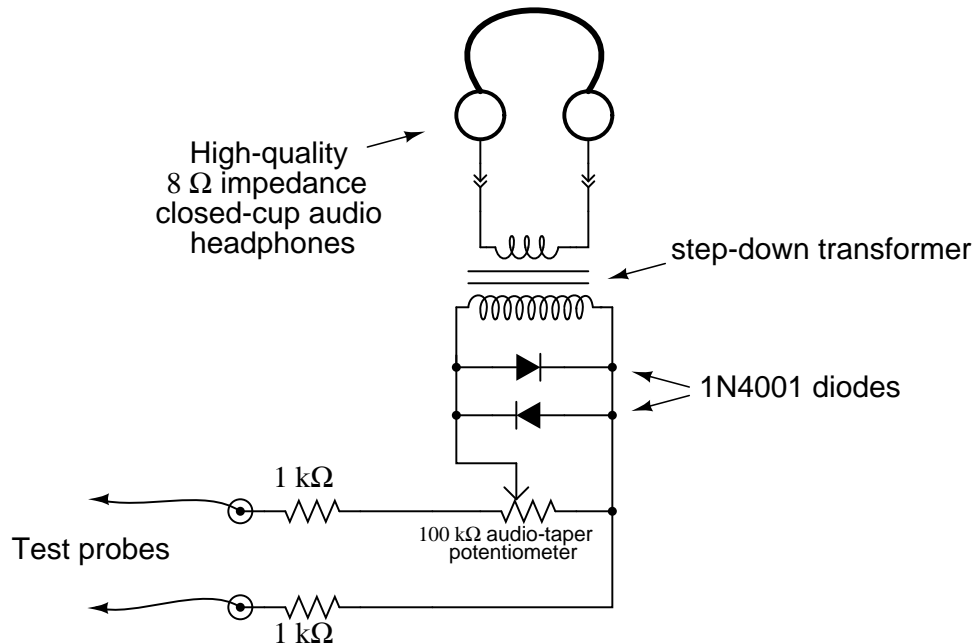 High-quality
8 Ω impedance
closed-cup audio
headphones
step-down transformer
1N4001 diodes
1 kΩ
100 kΩ audio-taper
potentiometer
Test probes
1 kΩ